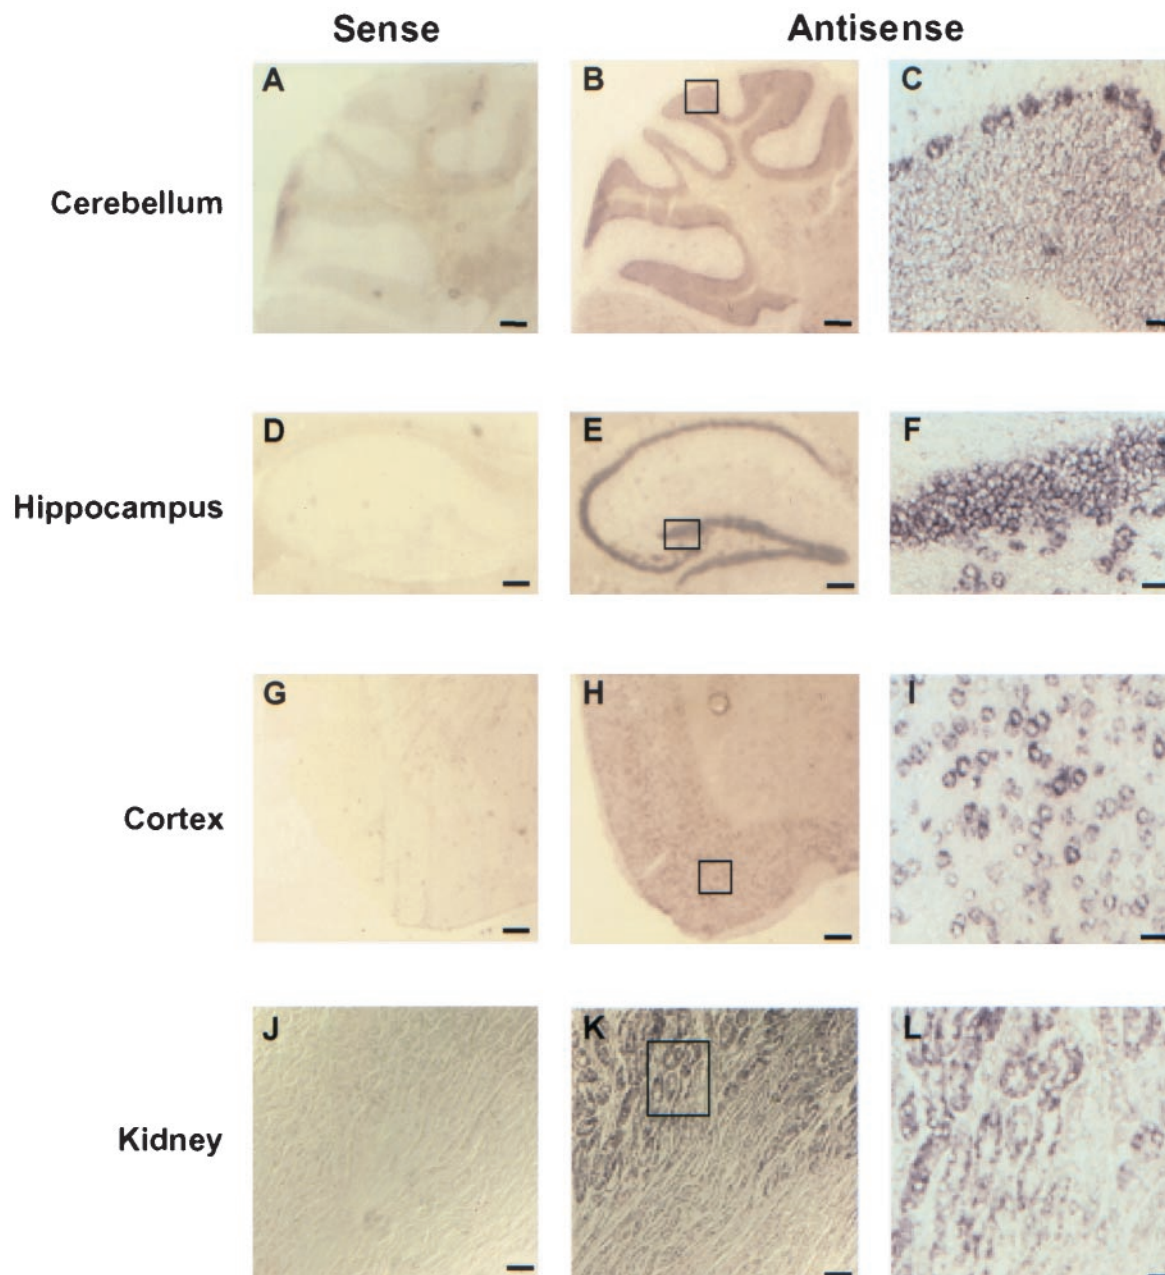 Sense Antisense
A B C
Cerebellum
D E F
Hippocampus
G H I
Cortex
J K L
Kidney